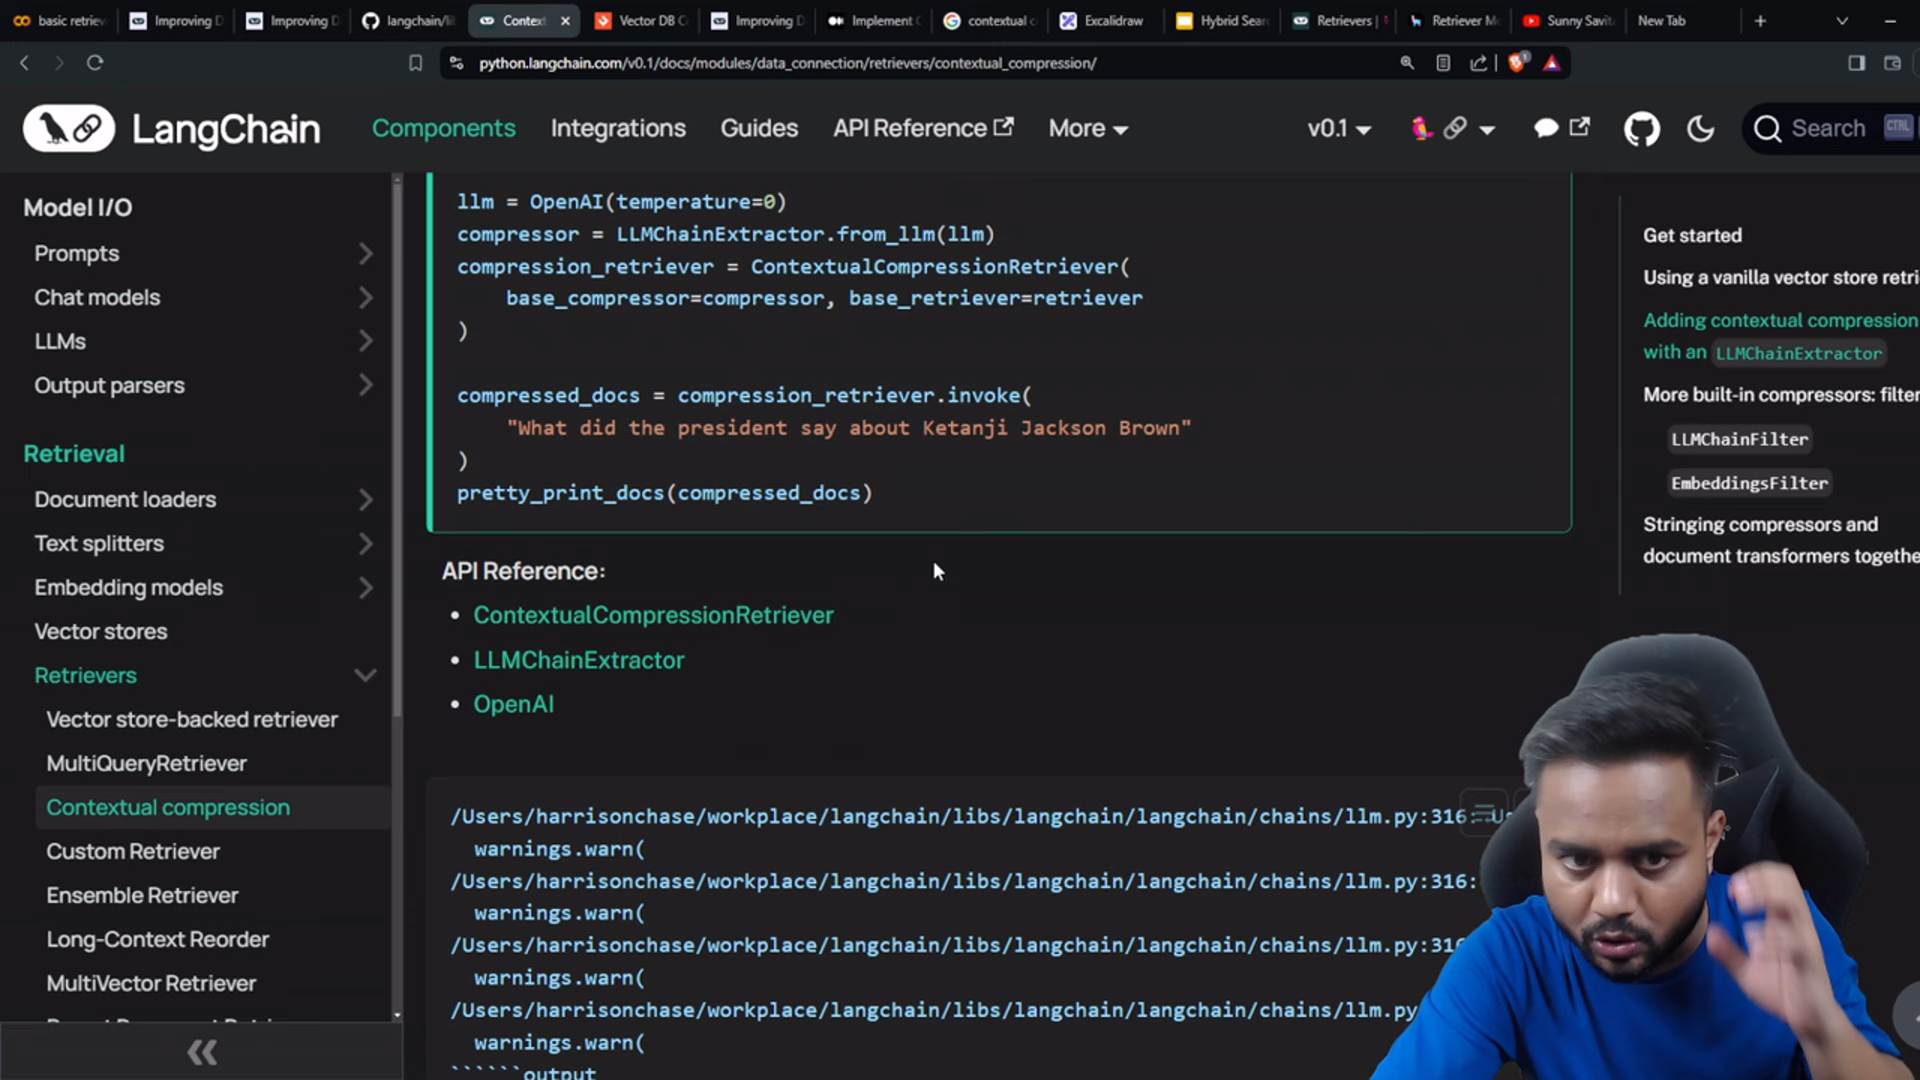 basic retriev
Improving D
Improving D
langchain/li
Context
Vector DB C
Improving D
Implement
contextual c
Excalidraw
Hybrid Sear
Retrievers |
Retriever M
Sunny Savita
New Tab
python.langchain.com/v0.1/docs/modules/data_connection/retrievers/contextual_compression/
LangChain
Components
Integrations
Guides
API Reference
More
v0.1
Search
CTRL
Model I/O
Prompts
Chat models
LLMs
Output parsers
Retrieval
Document loaders
Text splitters
Embedding models
Vector stores
Retrievers
Vector store-backed retriever
MultiQueryRetriever
Contextual compression
Custom Retriever
Ensemble Retriever
Long-Context Reorder
MultiVector Retriever
llm = OpenAI(temperature=0)
compressor = LLMChainExtractor.from_llm(llm)
compression_retriever = ContextualCompressionRetriever(
base_compressor=compressor, base_retriever=retriever
)
compressed_docs = compression_retriever.invoke(
"What did the president say about Ketanji Jackson Brown"
)
pretty_print_docs(compressed_docs)
API Reference:
• ContextualCompressionRetriever
• LLMChainExtractor
• OpenAI
/Users/harrisonchase/workplace/langchain/libs/langchain/langchain/chains/llm.py:316:
warnings.warn(
/Users/harrisonchase/workplace/langchain/libs/langchain/langchain/chains/llm.py:316:
warnings.warn(
/Users/harrisonchase/workplace/langchain/libs/langchain/langchain/chains/llm.py:316
warnings.warn(
/Users/harrisonchase/workplace/langchain/libs/langchain/langchain/chains/llm.py
warnings.warn(
``````output
Get started
Using a vanilla vector store retri
Adding contextual compression
with an LLMChainExtractor
More built-in compressors: filter
LLMChainFilter
EmbeddingsFilter
Stringing compressors and
document transformers togethe